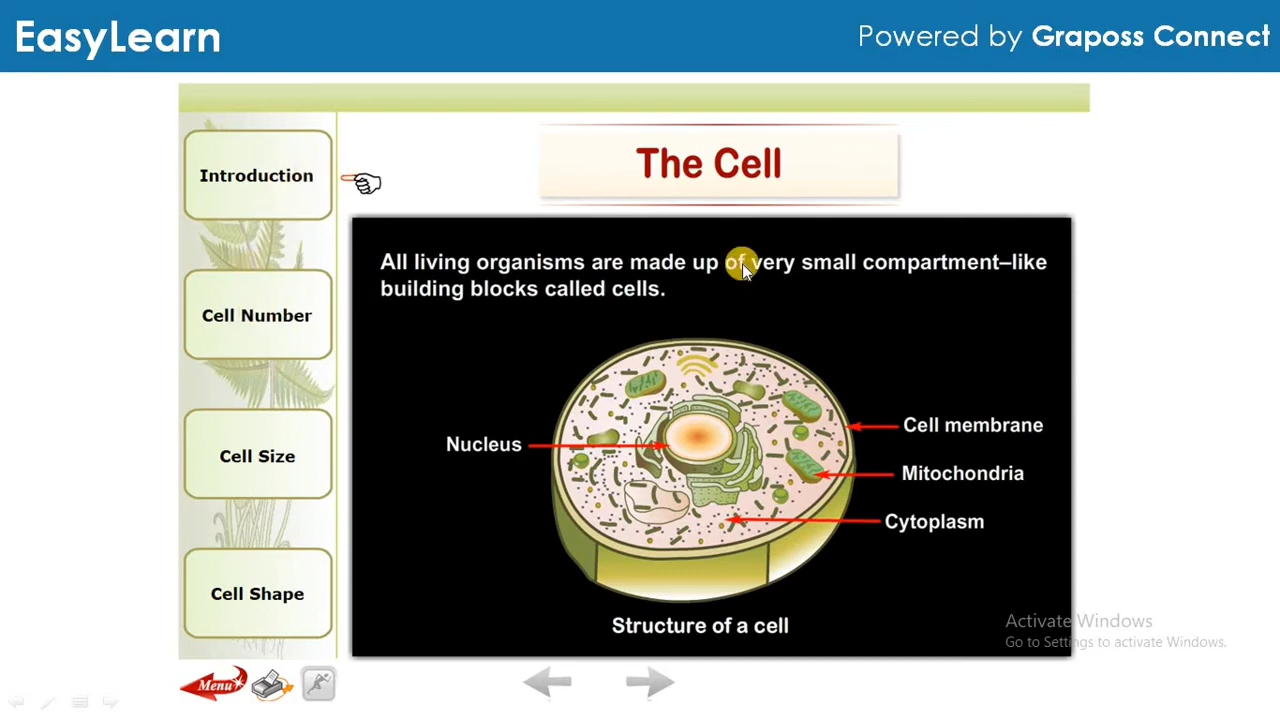 EasyLearn
Powered by Graposs Connect
Introduction
The Cell
All living organisms are made up of very small compartment–like
building blocks called cells.
Cell Number
Cell membrane
Nucleus
Cell Size
Mitochondria
Cytoplasm
Cell Shape
Structure of a cell
Activate Windows
Go to Settings to activate Windows.
Menu